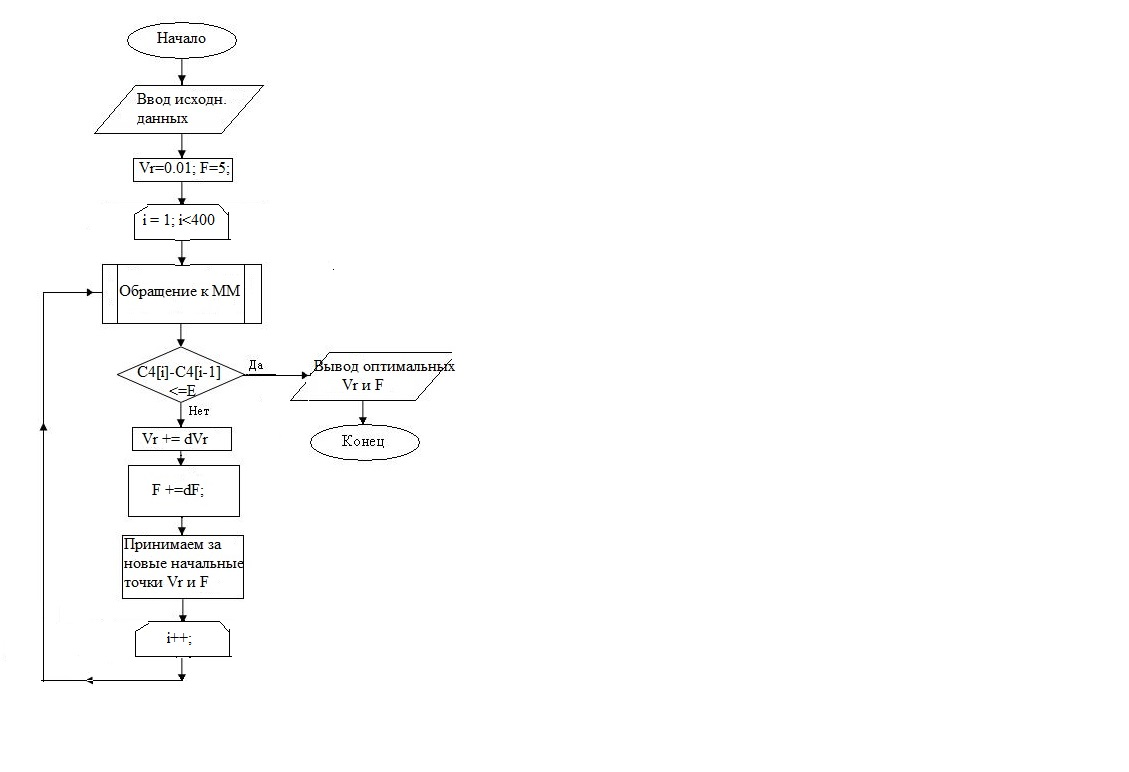 Начало
Ввод исходн.
данных
Vr=0.01; F=5;
i = 1; i<400
Обращение к ММ
C4[i]-C4[i-1]
<=E
Да
Вывод оптимальных
Vr и F
Конец
Нет
Vr += dVr
F +=dF;
Принимаем за
новые начальные
точки Vr и F
i++;